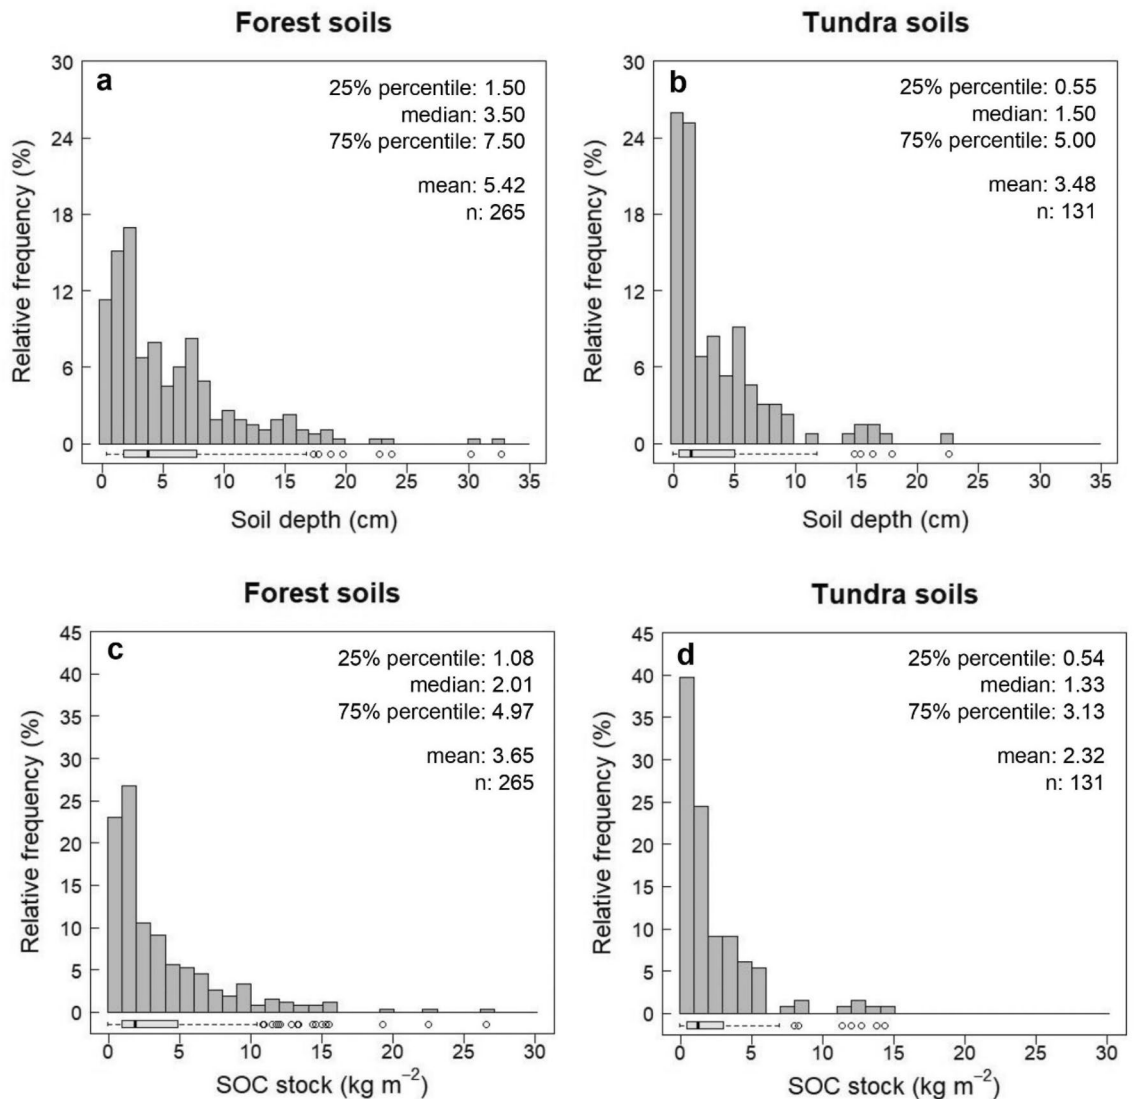 Forest soils
a
25% percentile: 1.50
median: 3.50
75% percentile: 7.50
mean: 5.42
n: 265
Relative frequency (%)
30
24
18
12
6
0
0 5 10 15 20 25 30 35
Soil depth (cm)
Tundra soils
b
25% percentile: 0.55
median: 1.50
75% percentile: 5.00
mean: 3.48
n: 131
Relative frequency (%)
30
24
18
12
6
0
0 5 10 15 20 25 30 35
Soil depth (cm)
Forest soils
c
25% percentile: 1.08
median: 2.01
75% percentile: 4.97
mean: 3.65
n: 265
Relative frequency (%)
45
40
35
30
25
20
15
10
5
0
0 5 10 15 20 25 30
SOC stock (kg m⁻²)
Tundra soils
d
25% percentile: 0.54
median: 1.33
75% percentile: 3.13
mean: 2.32
n: 131
Relative frequency (%)
45
40
35
30
25
20
15
10
5
0
0 5 10 15 20 25 30
SOC stock (kg m⁻²)